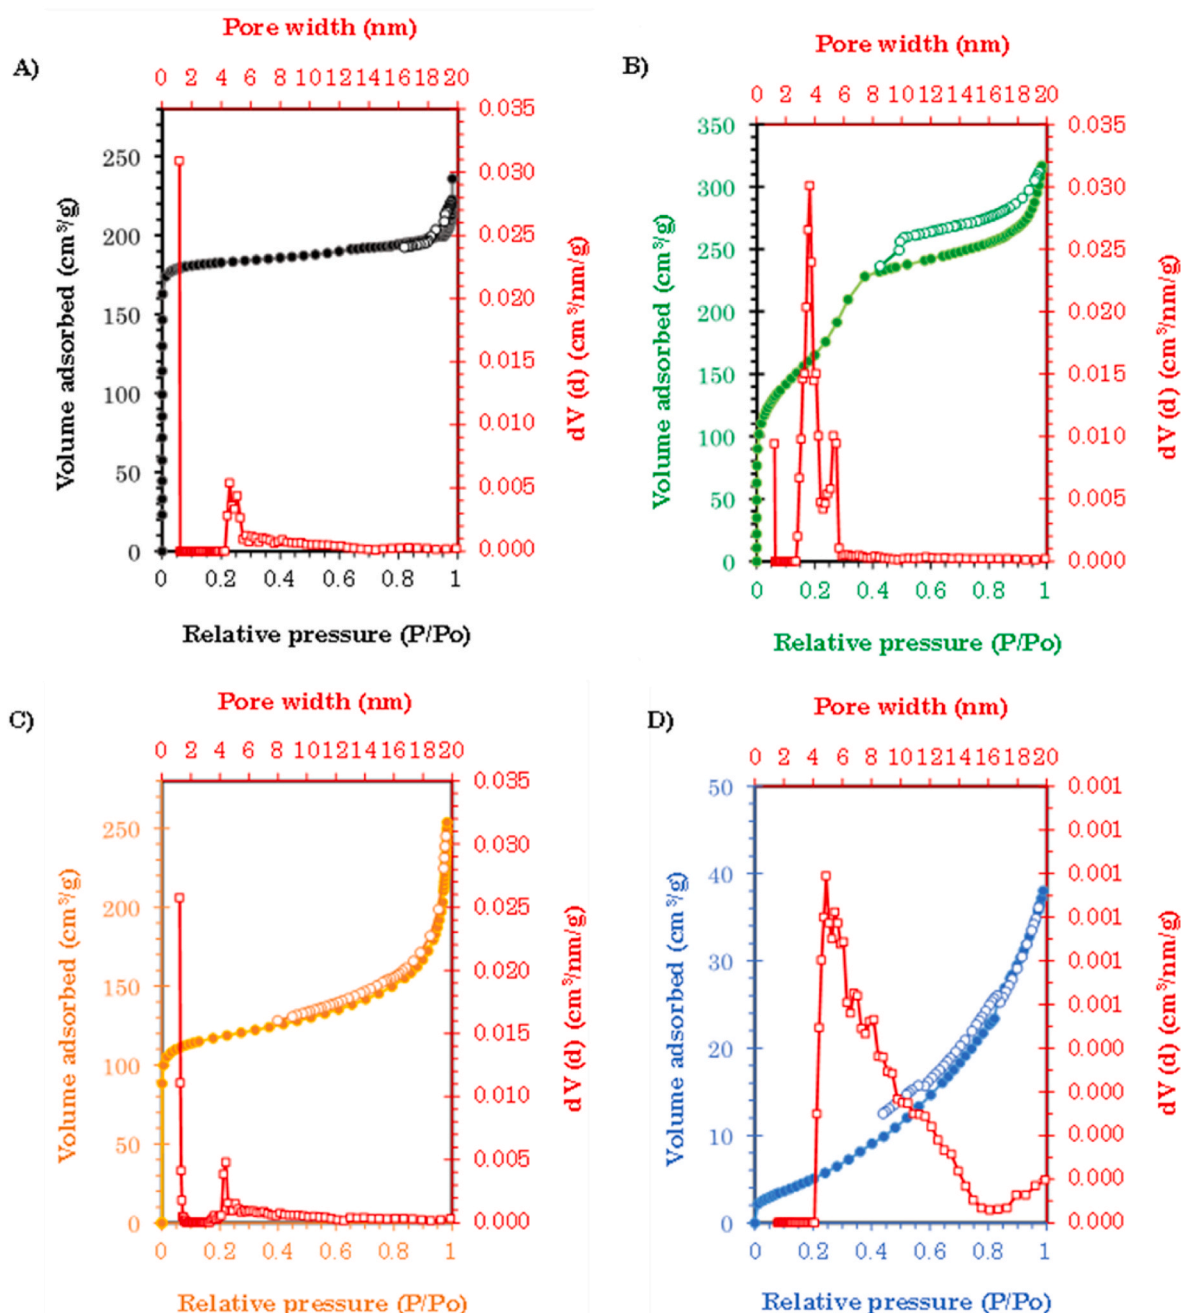 Pore width (nm)
A)
0 2 4 6 8 10 12 14 16 18 20
250
200
150
100
50
0
Volume adsorbed (cm³/g)
0.035
0.030
0.025
0.020
0.015
0.010
0.005
0.000
dV (d) (cm³/nm/g)
0 0.2 0.4 0.6 0.8 1
Relative pressure (P/Po)
Pore width (nm)
B)
0 2 4 6 8 10 12 14 16 18 20
350
300
250
200
150
100
50
0
Volume adsorbed (cm³/g)
0.035
0.030
0.025
0.020
0.015
0.010
0.005
0.000
dV (d) (cm³/nm/g)
0 0.2 0.4 0.6 0.8 1
Relative pressure (P/Po)
Pore width (nm)
C)
0 2 4 6 8 10 12 14 16 18 20
250
200
150
100
50
0
Volume adsorbed (cm³/g)
0.035
0.030
0.025
0.020
0.015
0.010
0.005
0.000
dV (d) (cm³/nm/g)
0 0.2 0.4 0.6 0.8 1
Relative pressure (P/Po)
Pore width (nm)
D)
0 2 4 6 8 10 12 14 16 18 20
50
40
30
20
10
0
Volume adsorbed (cm³/g)
0.001
0.001
0.001
0.001
0.001
0.001
0.000
0.000
0.000
0.000
0.000
dV (d) (cm³/nm/g)
0 0.2 0.4 0.6 0.8 1
Relative pressure (P/Po)